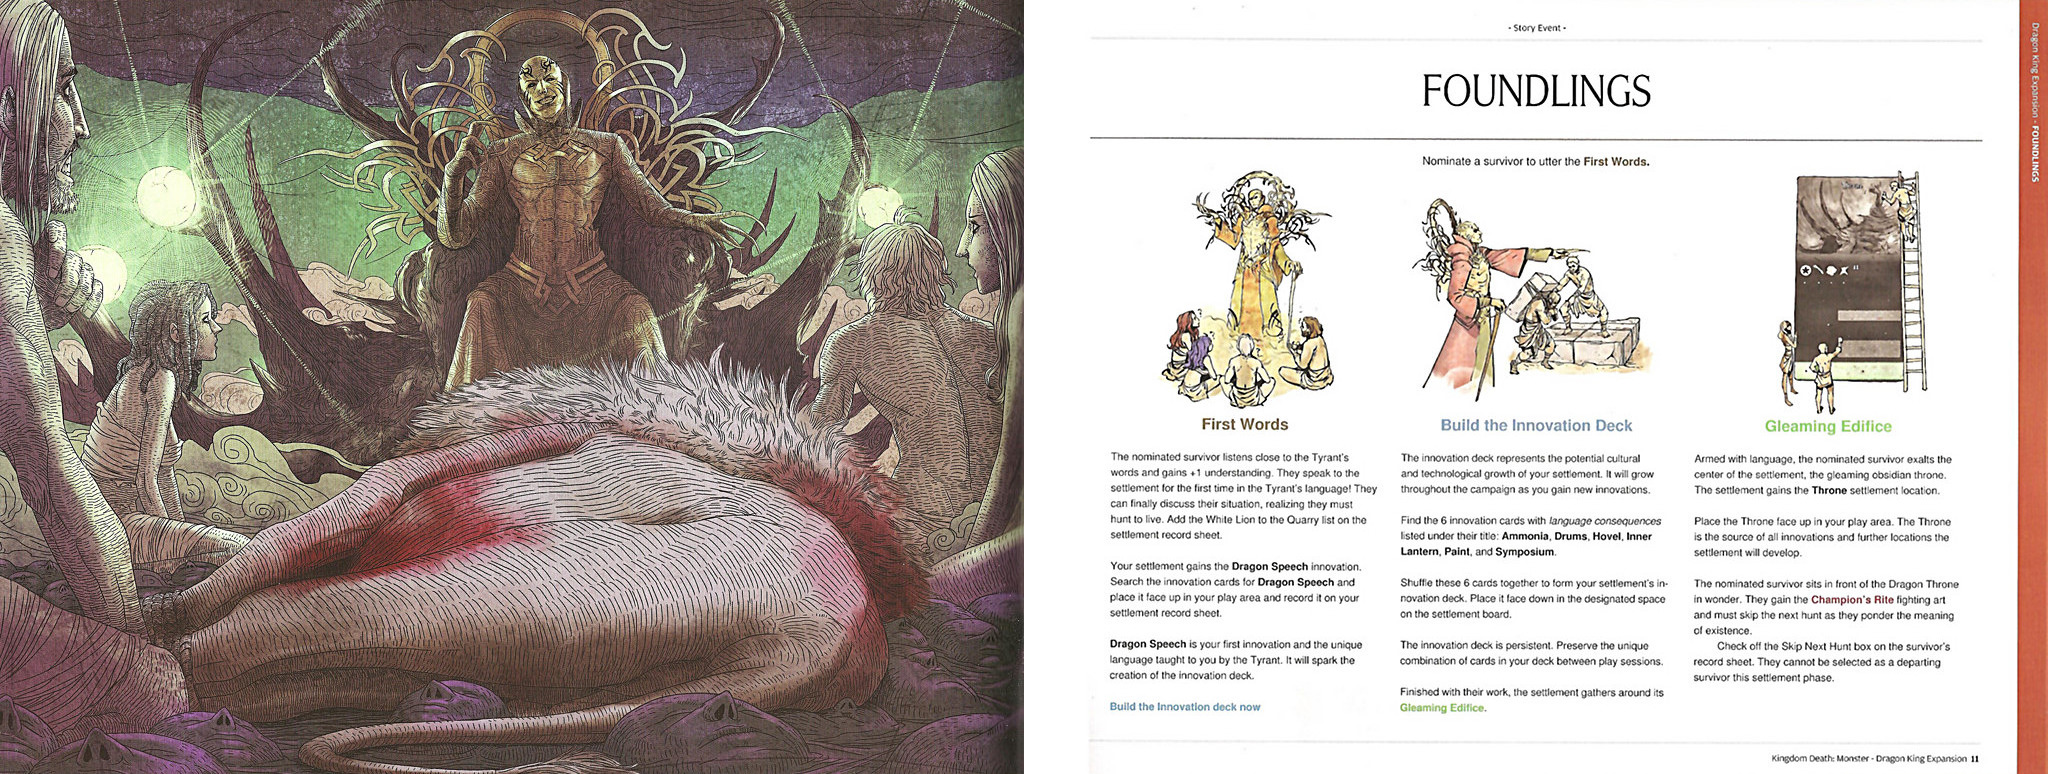 - Story Event -
FOUNDLINGS
Nominate a survivor to utter the First Words.
First Words
The nominated survivor listens close to the Tyrant's
words and gains +1 understanding. They speak to the
settlement for the first time in the Tyrant's language! They
can finally discuss their situation, realizing they must
hunt to live. Add the White Lion to the Quarry list on the
settlement record sheet.
Your settlement gains the Dragon Speech innovation.
Search the innovation cards for Dragon Speech and
place it face up in your play area and record it on your
settlement record sheet.
Dragon Speech is your first innovation and the unique
language taught to you by the Tyrant. It will spark the
creation of the innovation deck.
Build the Innovation deck now
Build the Innovation Deck
The innovation deck represents the potential cultural
and technological growth of your settlement. It will grow
throughout the campaign as you gain new innovations.
Find the 6 innovation cards with language consequences
listed under their title: Ammonia, Drums, Hovel, Inner
Lantern, Paint, and Symposium.
Shuffle these 6 cards together to form your settlement's in-
novation deck. Place it face down in the designated space
on the settlement board.
The innovation deck is persistent. Preserve the unique
combination of cards in your deck between play sessions.
Finished with their work, the settlement gathers around its
Gleaming Edifice.
Gleaming Edifice
Armed with language, the nominated survivor exalts the
center of the settlement, the gleaming obsidian throne.
The settlement gains the Throne settlement location.
Place the Throne face up in your play area. The Throne
is the source of all innovations and further locations the
settlement will develop.
The nominated survivor sits in front of the Dragon Throne
in wonder. They gain the Champion's Rite fighting art
and must skip the next hunt as they ponder the meaning
of existence.
Check off the Skip Next Hunt box on the survivor's
record sheet. They cannot be selected as a departing
survivor this settlement phase.
Kingdom Death: Monster - Dragon King Expansion 11
Dragon King Expansion - FOUNDLINGS